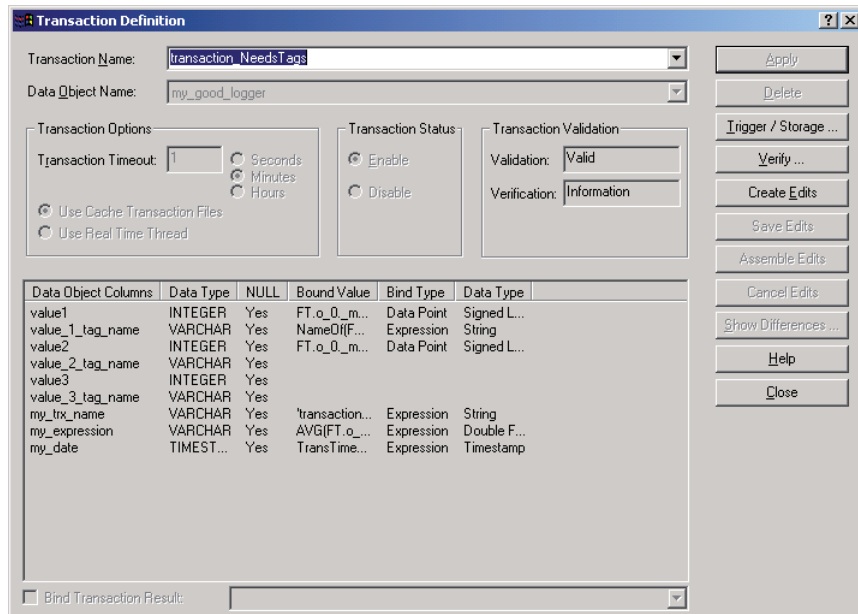 Transaction Definition
Transaction Name: transaction_NeedsTags
Data Object Name: my_good_logger
Transaction Options
Transaction Timeout: 1
Seconds
Minutes
Hours
Use Cache Transaction Files
Use Real Time Thread
Transaction Status
Enable
Disable
Transaction Validation
Validation: Valid
Verification: Information
Apply
Delete
Trigger / Storage ...
Verify ...
Create Edits
Save Edits
Assemble Edits
Cancel Edits
Show Differences ...
Help
Close
Data Object Columns Data Type NULL Bound Value Bind Type Data Type
value1 INTEGER Yes FT.o_0._m... Data Point Signed L...
value_1_tag_name VARCHAR Yes NameOf(F... Expression String
value2 INTEGER Yes FT.o_0._m... Data Point Signed L...
value_2_tag_name VARCHAR Yes
value3 INTEGER Yes
value_3_tag_name VARCHAR Yes
my_trx_name VARCHAR Yes 'transaction... Expression String
my_expression VARCHAR Yes AVG(FT.o_... Expression Double F...
my_date TIMEST... Yes TransTime... Expression Timestamp
Bind Transaction Result: